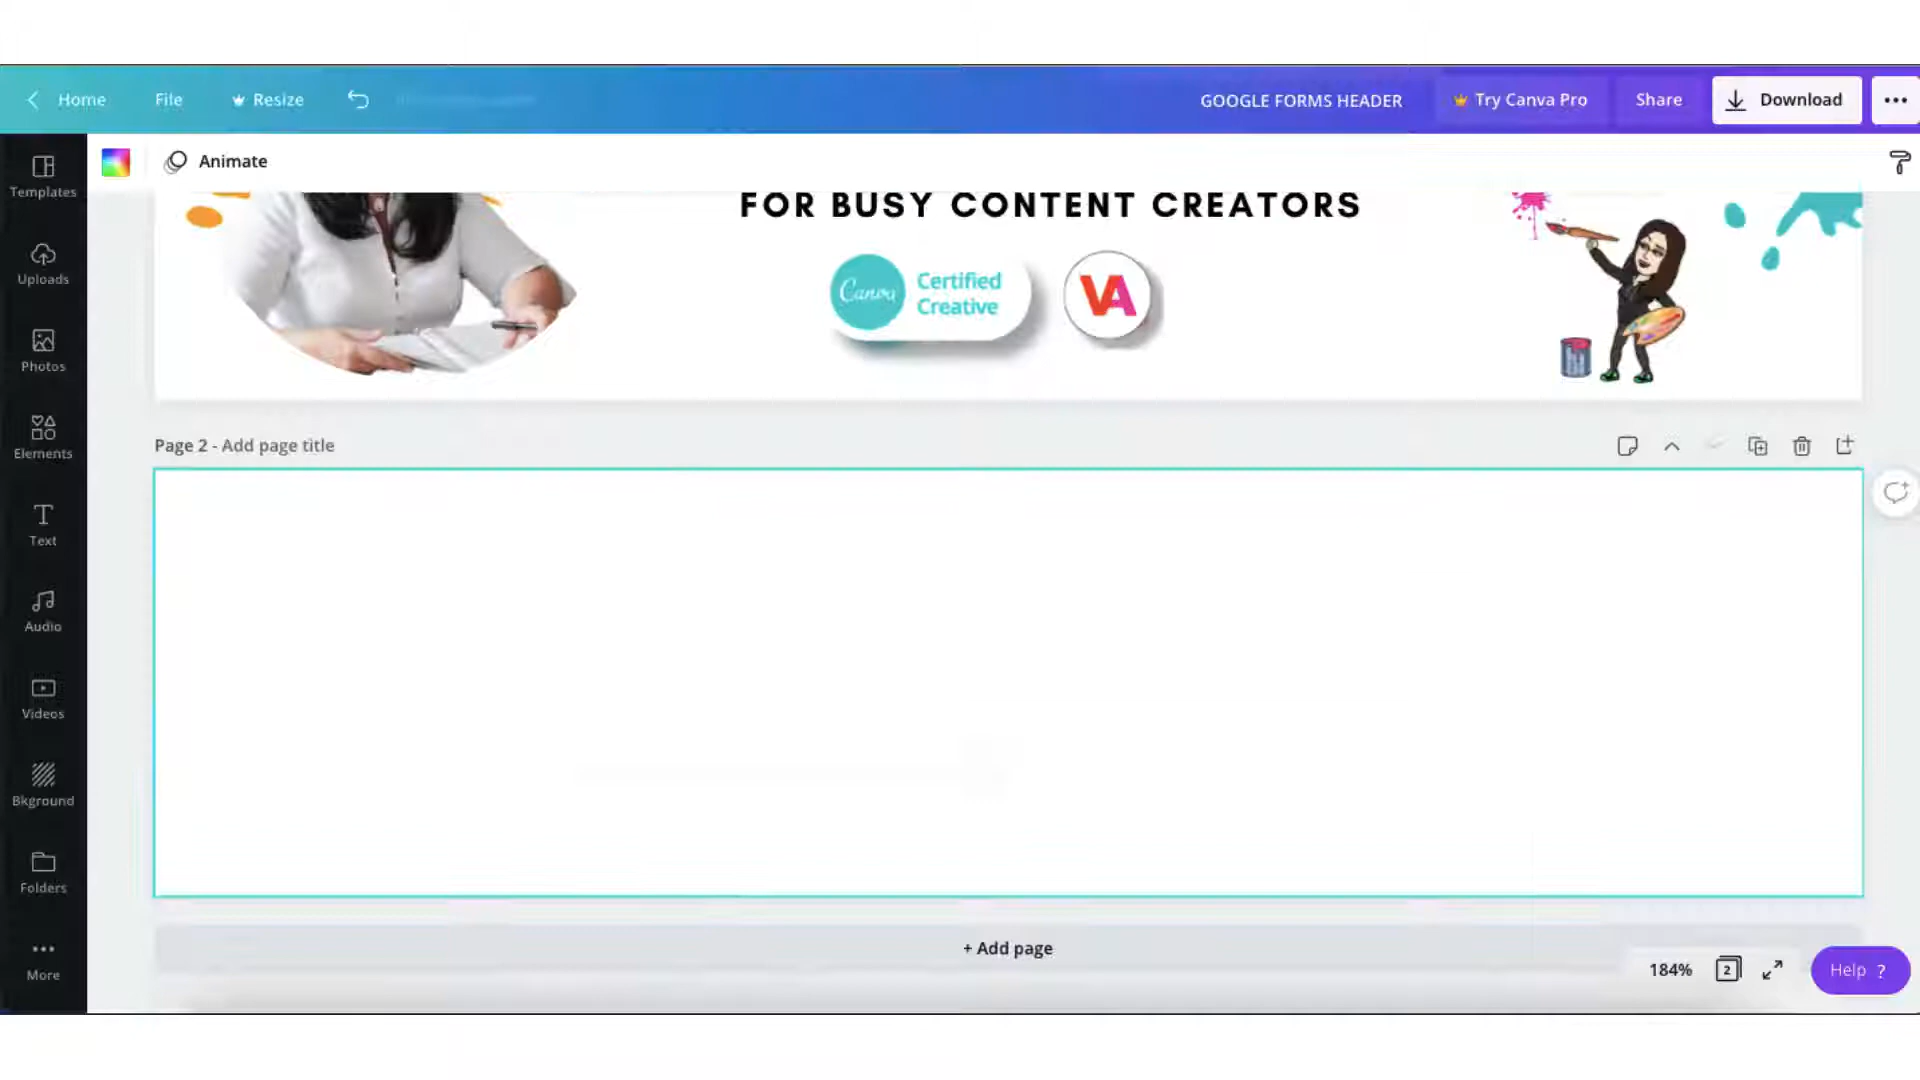 Home
File
Resize
GOOGLE FORMS HEADER
Try Canva Pro
Share
Download
Templates
Animate
FOR BUSY CONTENT CREATORS
Uploads
Canva
Certified
Creative
VA
Photos
Elements
Page 2 - Add page title
Text
Audio
Videos
Bkground
Folders
+ Add page
More
184%
2
Help ?